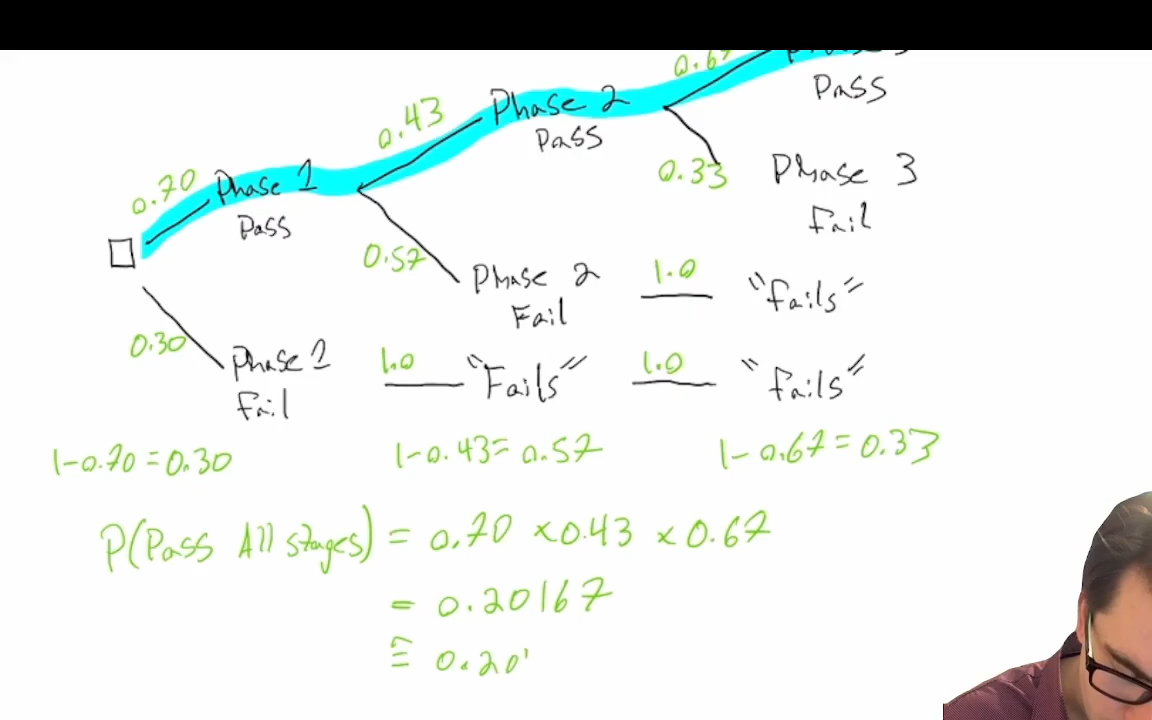 Pass
0.43
Phase 2
Pass
0.70
Phase 1
Pass
0.33
Phase 3
Fail
0.57
Phase 2
Fail
1.0
"Fails"
0.30
Phase 1
Fail
1.0
"Fails"
1.0
"Fails"
1-0.70=0.30
1-0.43=0.57
1-0.67=0.33
P(Pass All stages) = 0.70 × 0.43 × 0.67
= 0.20167
≅ 0.20